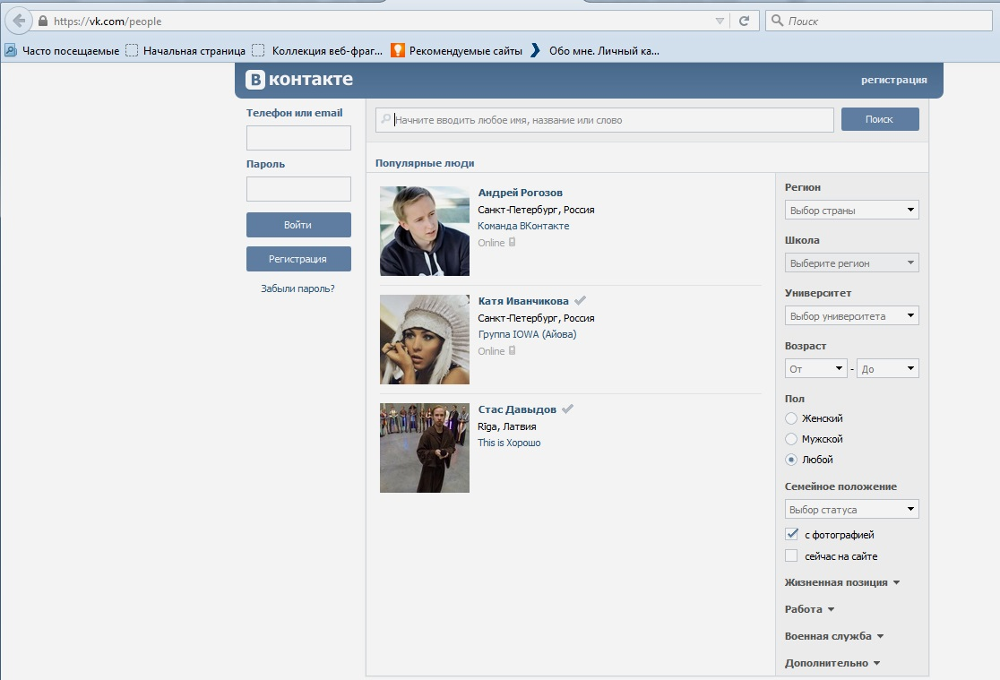 https://vk.com/people
Поиск
Часто посещаемые
Начальная страница
Коллекция веб-фраг...
Рекомендуемые сайты
Обо мне. Личный ка...
В контакте
регистрация
Телефон или email
Пароль
Войти
Регистрация
Забыли пароль?
Начните вводить любое имя, название или слово
Поиск
Популярные люди
Андрей Рогозов
Санкт-Петербург, Россия
Команда ВКонтакте
Online
Катя Иванчикова
Санкт-Петербург, Россия
Группа IOWA (Айова)
Online
Стас Давыдов
Rīga, Латвия
This is Хорошо
Регион
Выбор страны
Школа
Выберите регион
Университет
Выбор университета
Возраст
От - До
Пол
Женский
Мужской
Любой
Семейное положение
Выбор статуса
с фотографией
сейчас на сайте
Жизненная позиция
Работа
Военная служба
Дополнительно